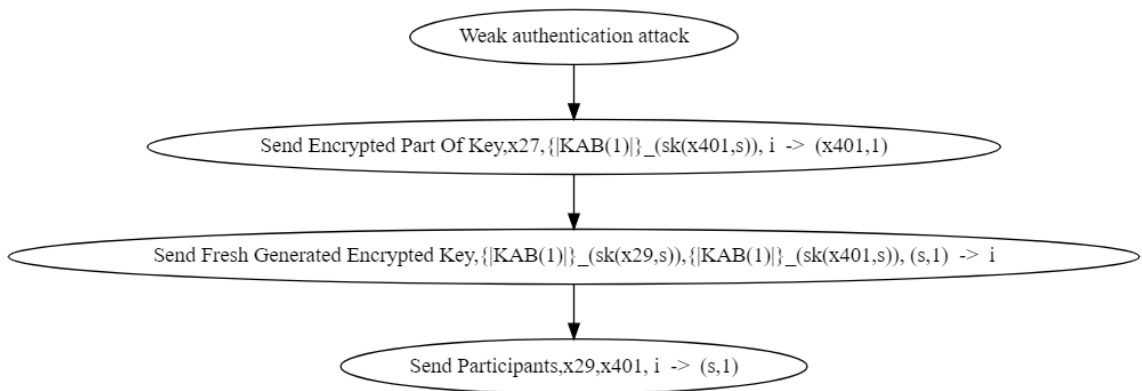 Weak authentication attack
Send Encrypted Part Of Key,x27,{|KAB(1)|}_(sk(x401,s)), i -> (x401,1)
Send Fresh Generated Encrypted Key,{|KAB(1)|}_(sk(x29,s)),{|KAB(1)|}_(sk(x401,s)), (s,1) -> i
Send Participants,x29,x401, i -> (s,1)